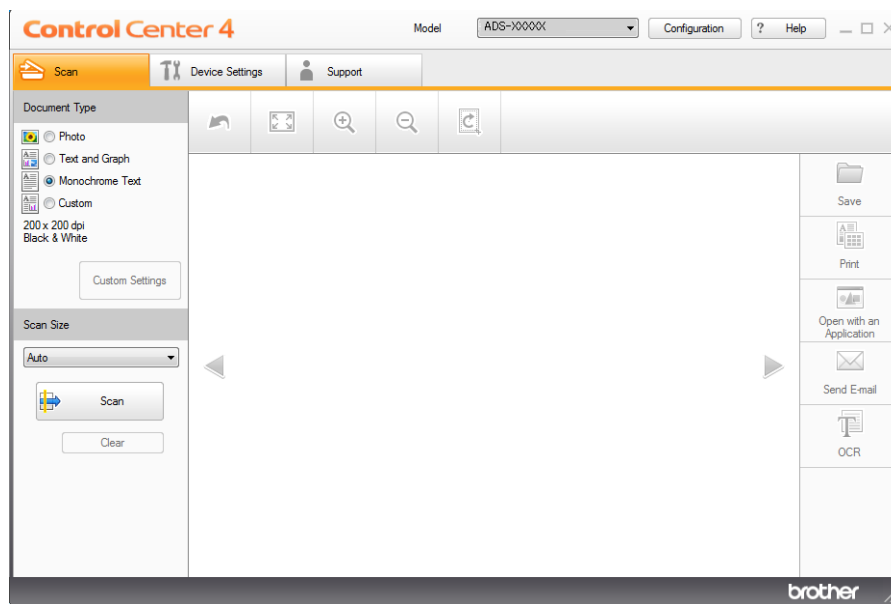 Control Center 4
Model
ADS-XXXXX
Configuration
? Help
Scan
Device Settings
Support
Document Type
Photo
Text and Graph
Monochrome Text
Custom
200 x 200 dpi
Black & White
Custom Settings
Scan Size
Auto
Scan
Clear
Save
Print
Open with an
Application
Send E-mail
OCR
brother